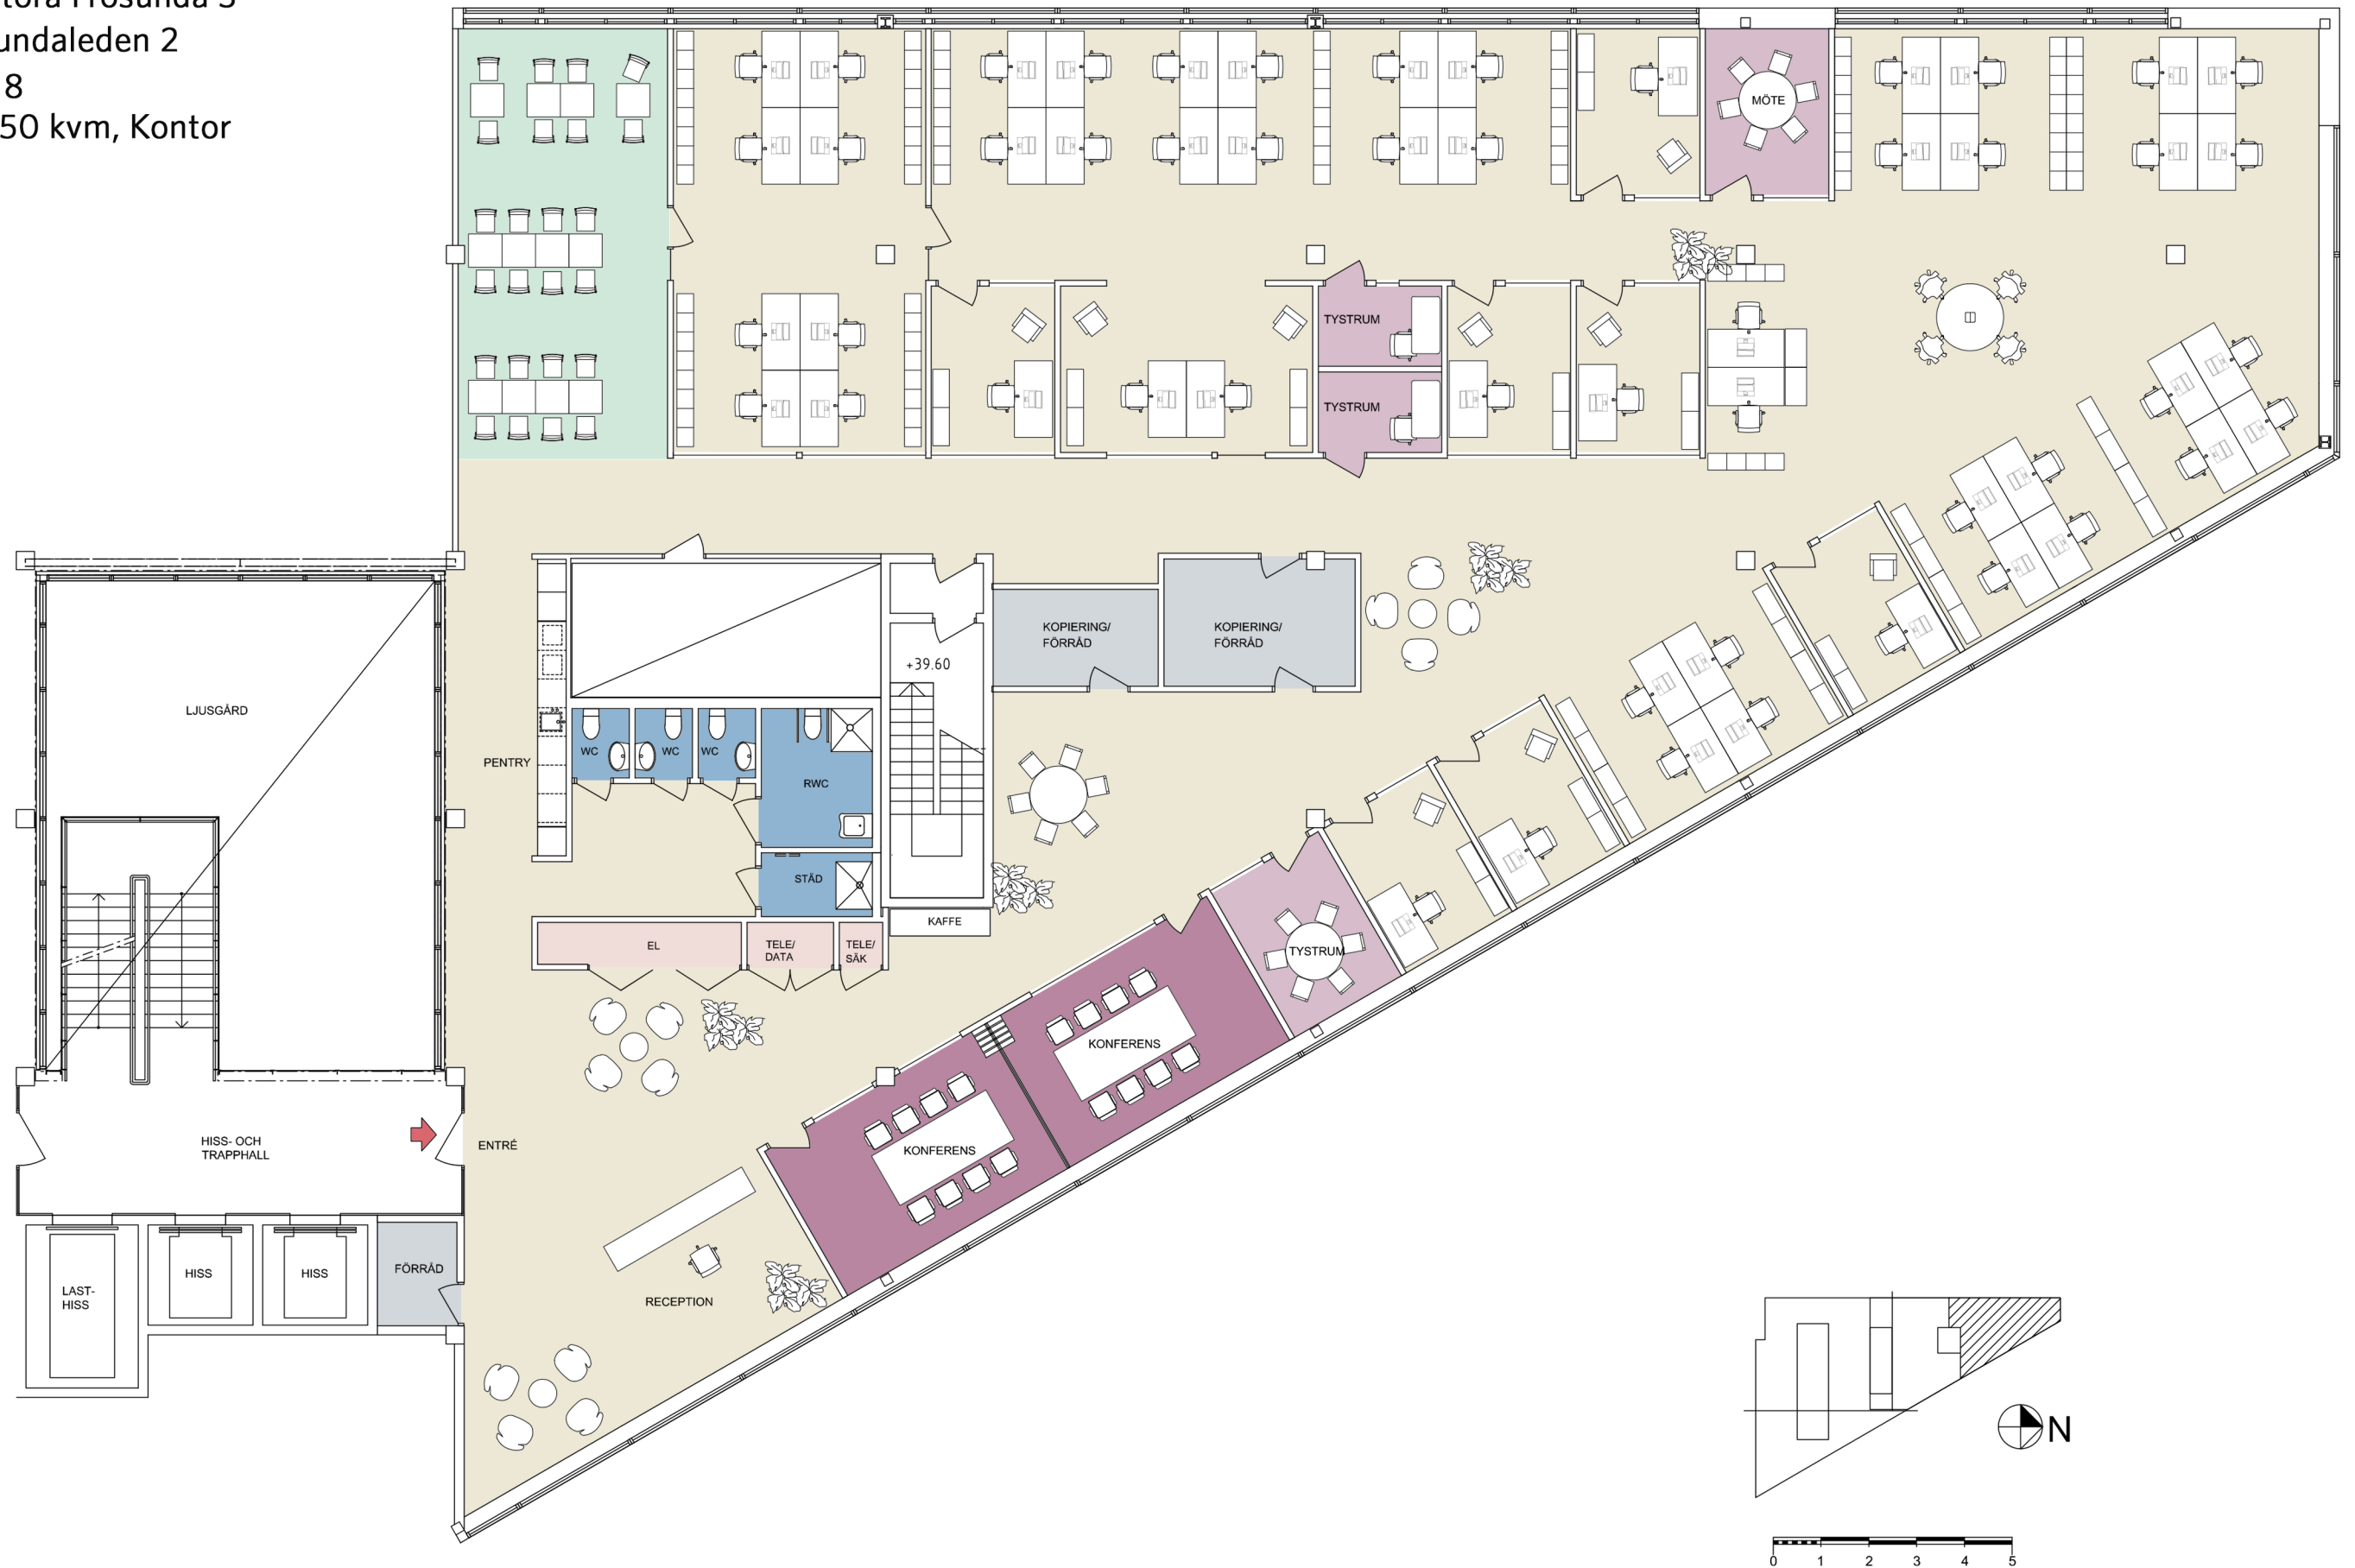 undaleden 2
8
50 kvm, Kontor
MÖTE
TYSTRUM
TYSTRUM
KOPIERING/
FÖRRÅD
KOPIERING/
FÖRRÅD
+39.60
LJUSGÅRD
PENTRY
WC
WC
WC
RWC
STÄD
KAFFE
EL
TELE/
DATA
TELE/
SÄK
TYSTRUM
KONFERENS
KONFERENS
HISS- OCH
TRAPPHALL
ENTRÉ
FÖRRÅD
HISS
HISS
LAST-
HISS
RECEPTION
N
0 1 2 3 4 5